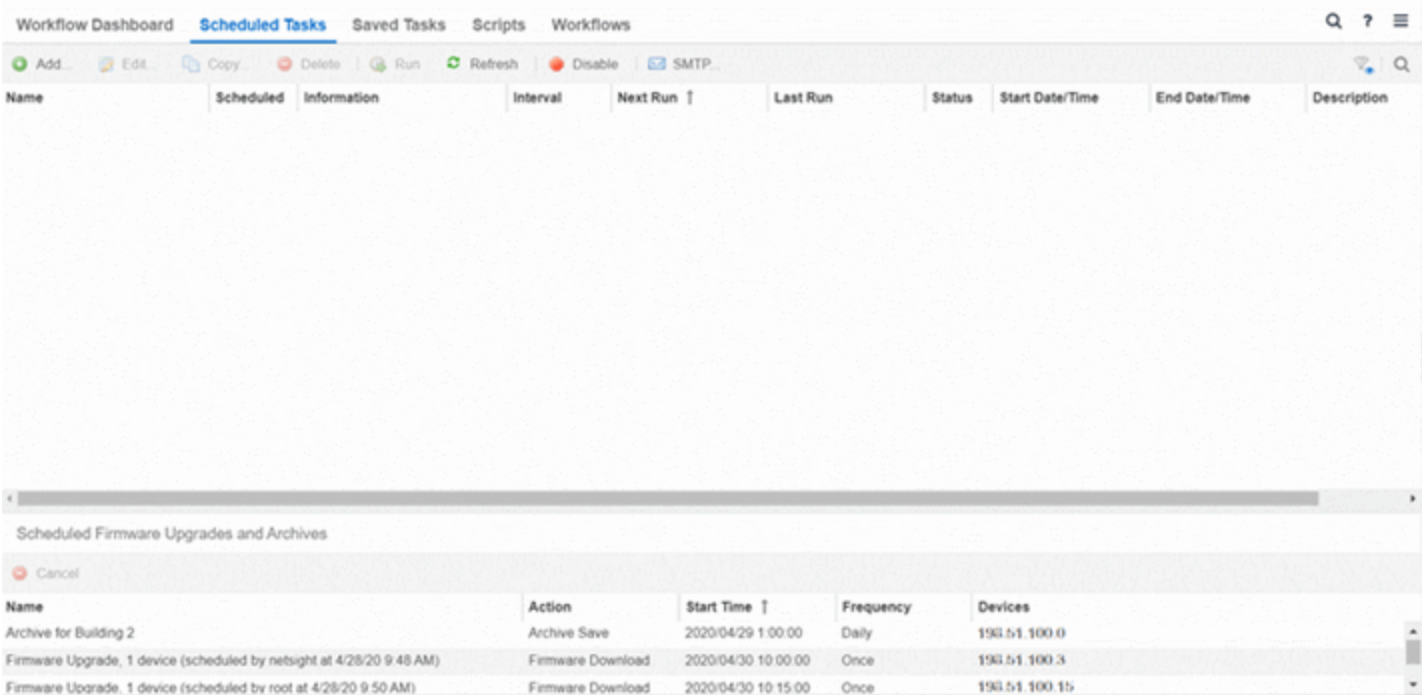 Workflow Dashboard Scheduled Tasks Saved Tasks Scripts Workflows ?
Add... Edit... Copy... Delete Run Refresh Disable SMTP...
Name Scheduled Information Interval Next Run ↑ Last Run Status Start Date/Time End Date/Time Description
Scheduled Firmware Upgrades and Archives
Cancel
Name Action Start Time ↑ Frequency Devices
Archive for Building 2 Archive Save 2020/04/29 1:00:00 Daily 198.51.100.0
Firmware Upgrade, 1 device (scheduled by netsight at 4/28/20 9:48 AM) Firmware Download 2020/04/30 10:00:00 Once 198.51.100.3
Firmware Upgrade, 1 device (scheduled by root at 4/28/20 9:50 AM) Firmware Download 2020/04/30 10:15:00 Once 198.51.100.15